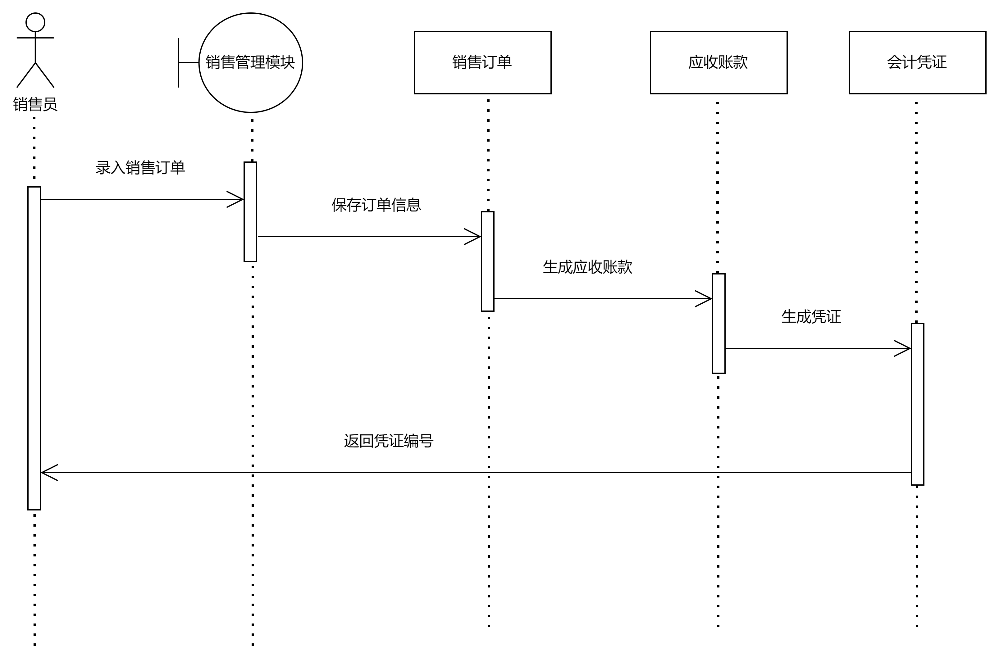 销售员
销售管理模块
销售订单
应收账款
会计凭证
录入销售订单
保存订单信息
生成应收账款
生成凭证
返回凭证编号